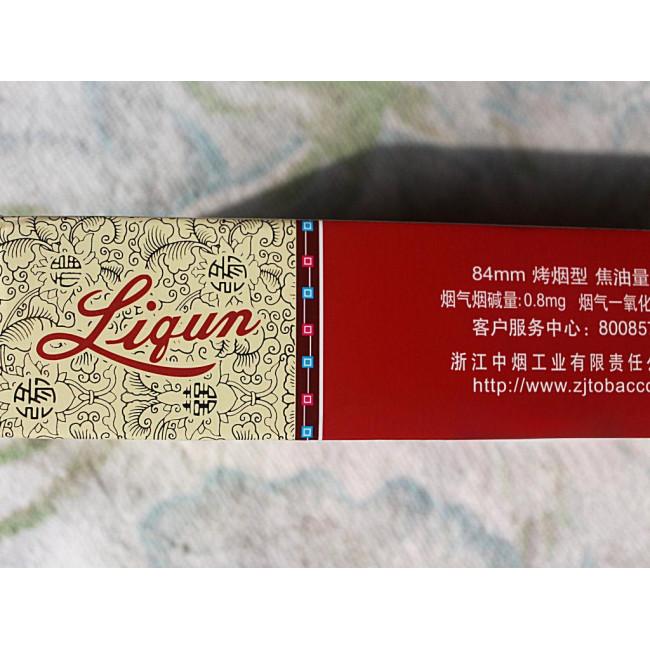 Liqun
84mm 烤烟型 焦油量
烟气烟碱量:0.8mg 烟气一氧化
客户服务中心: 80085
浙江中烟工业有限责任
http://www.zjtobacco